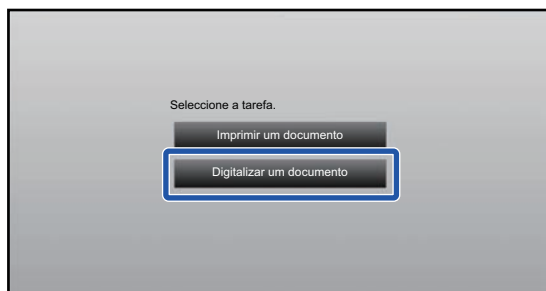 Seleccione a tarefa.
Imprimir um documento
Digitalizar um documento